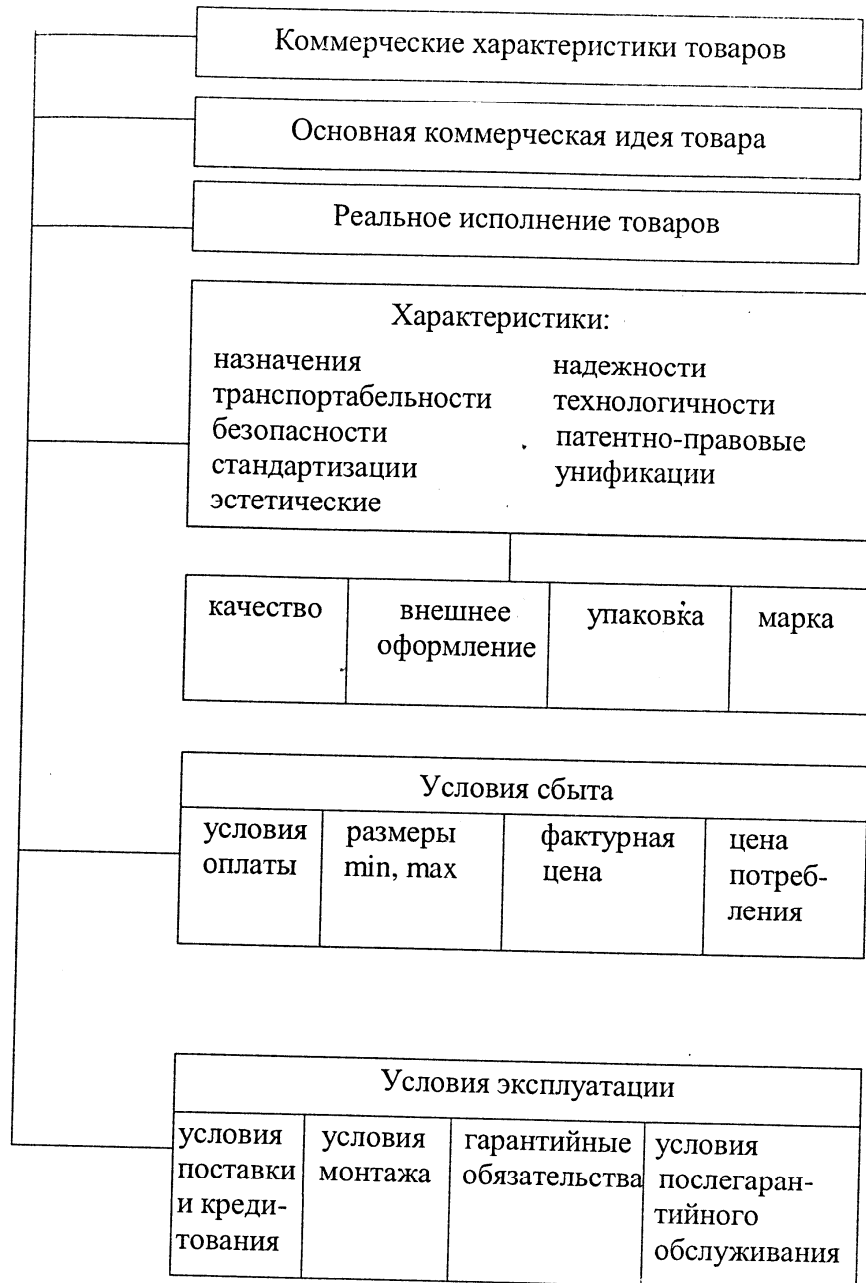 Коммерческие характеристики товаров
Основная коммерческая идея товара
Реальное исполнение товаров
Характеристики:
назначения
транспортабельности
безопасности
стандартизации
эстетические
надежности
технологичности
патентно-правовые
унификации
качество
внешнее
оформление
упаковка
марка
Условия сбыта
условия
оплаты
размеры
min, max
фактурная
цена
цена
потреб-
ления
Условия эксплуатации
условия
поставки
и креди-
тования
условия
монтажа
гарантийные
обязательства
условия
послегаран-
тийного
обслуживания